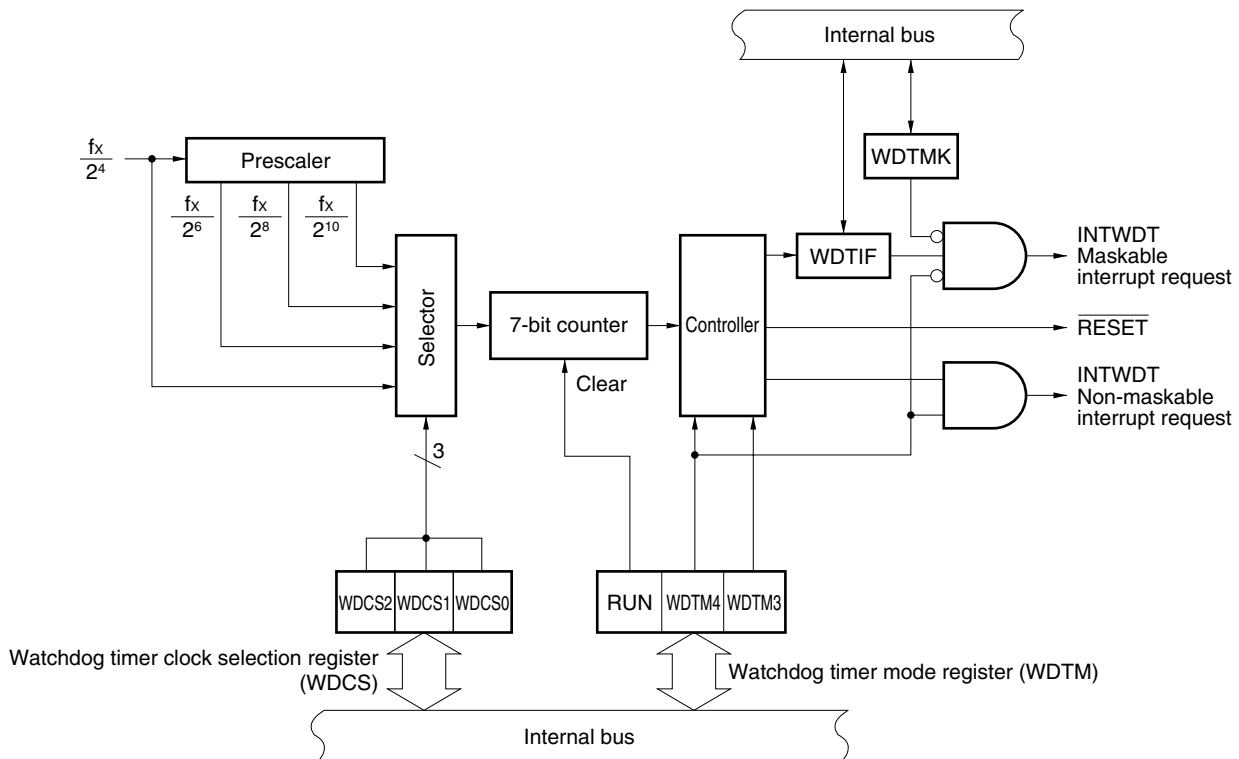 Internal bus
fX
2⁴
Prescaler
WDTMK
fX
2⁶
fX
2⁸
fX
2¹⁰
INTWDT
Maskable
interrupt request
WDTIF
Selector
7-bit counter
Controller
RESET
Clear
INTWDT
Non-maskable
interrupt request
3
WDCS2
WDCS1
WDCS0
RUN
WDTM4
WDTM3
Watchdog timer clock selection register
(WDCS)
Watchdog timer mode register (WDTM)
Internal bus